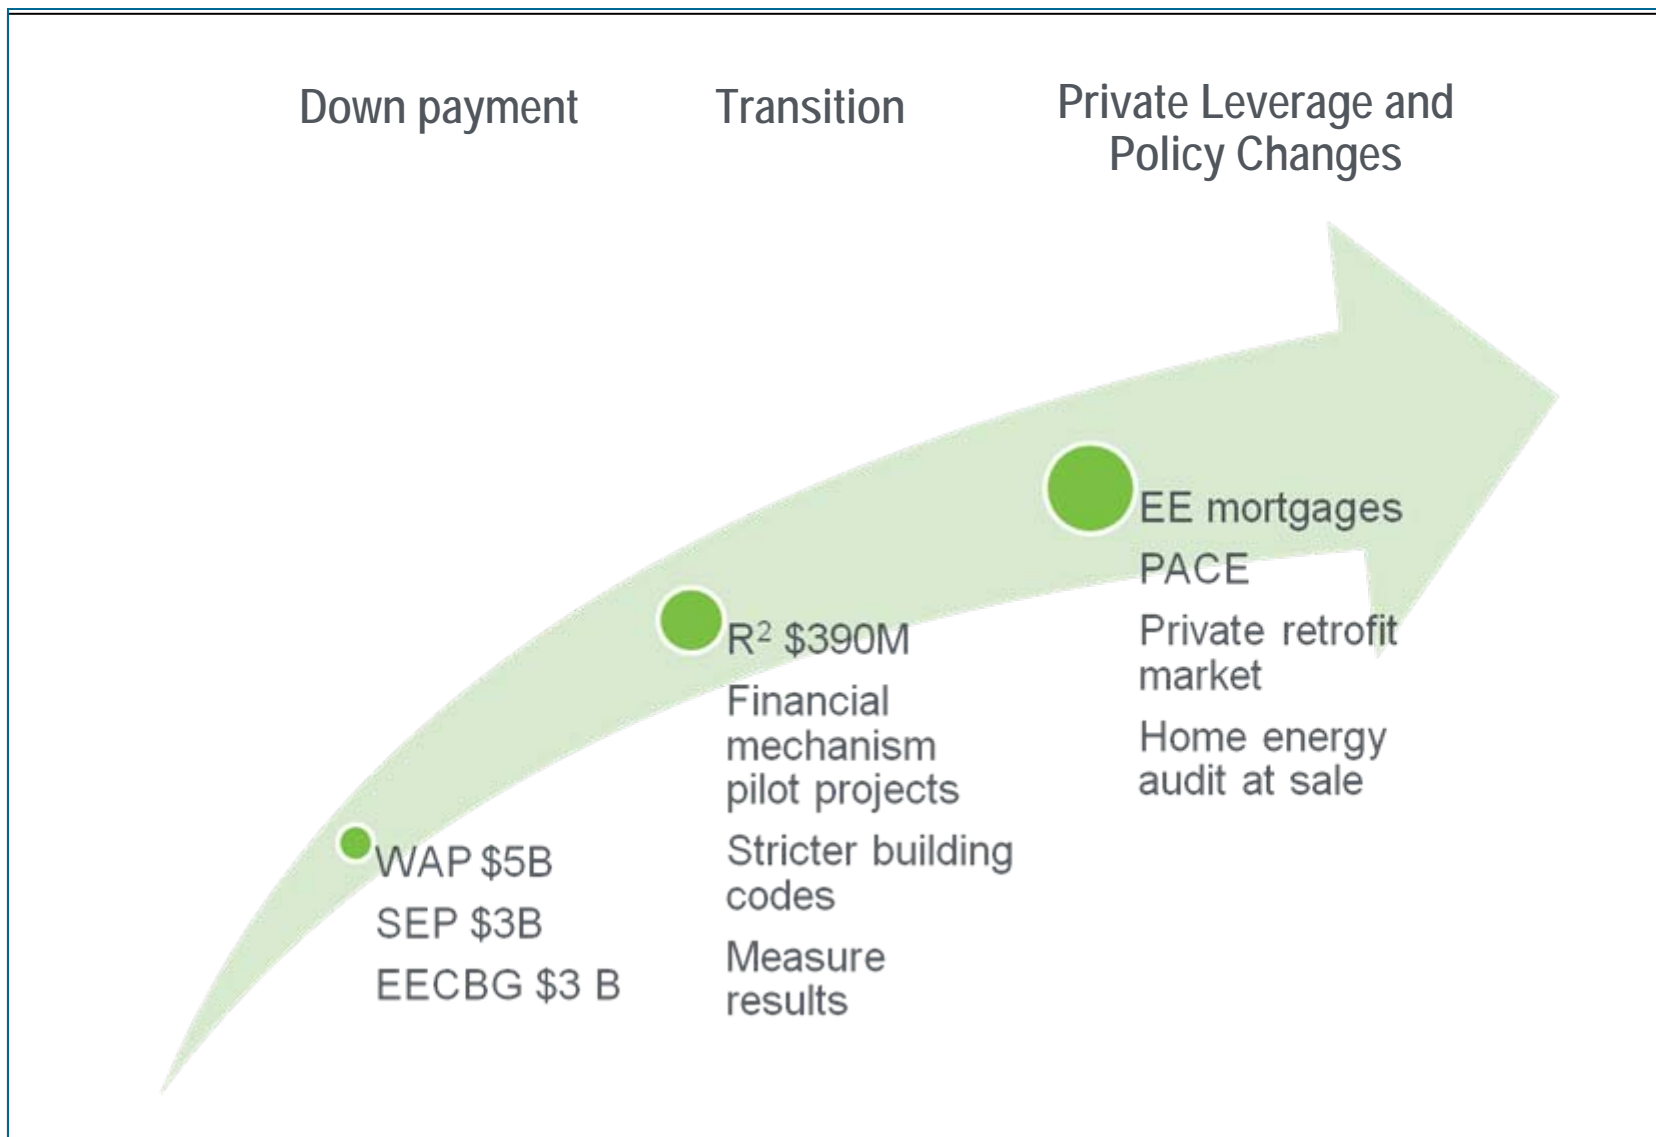 Down payment
Transition
Private Leverage and
Policy Changes
WAP $5B
SEP $3B
EECBG $3 B
R² $390M
Financial
mechanism
pilot projects
Stricter building
codes
Measure
results
EE mortgages
PACE
Private retrofit
market
Home energy
audit at sale